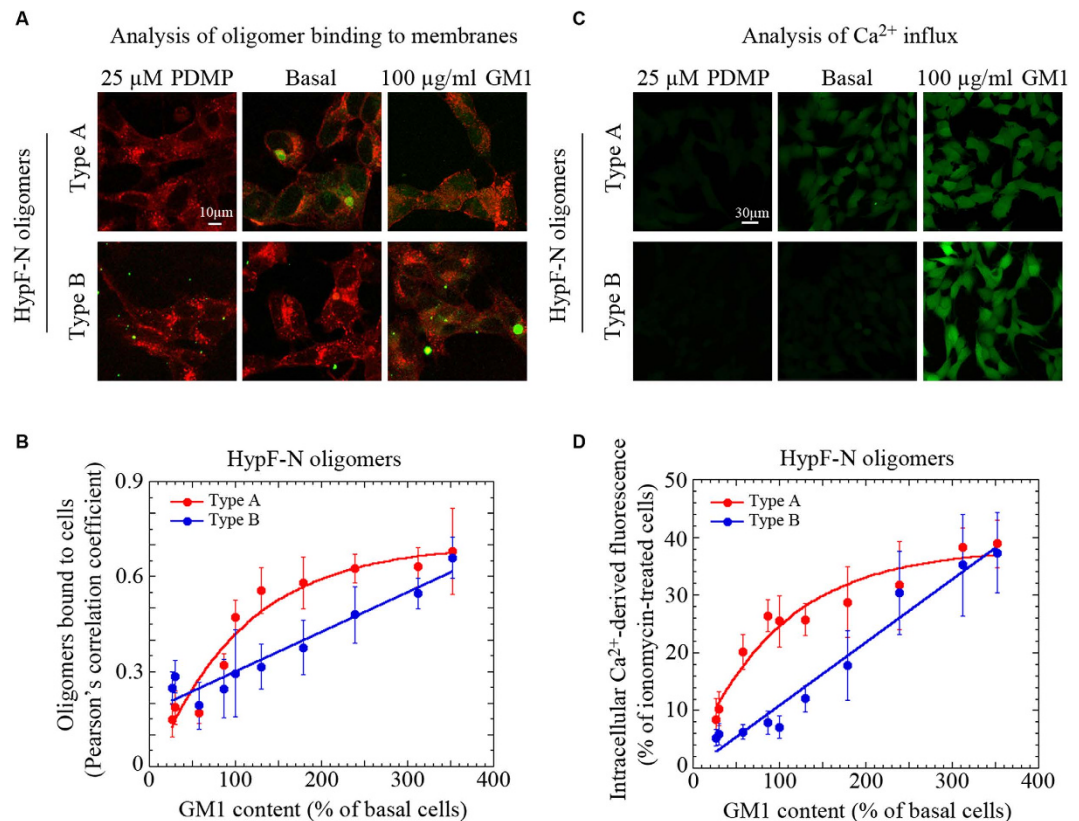 A
Analysis of oligomer binding to membranes
25 µM PDMP Basal 100 µg/ml GM1
HypF-N oligomers
Type A
10µm
Type B
C
Analysis of Ca²⁺ influx
25 µM PDMP Basal 100 µg/ml GM1
HypF-N oligomers
Type A
30µm
Type B
B
HypF-N oligomers
Oligomers bound to cells
(Pearson's correlation coefficient)
0.9
0.6
0.3
0
Type A
Type B
0 100 200 300 400
GM1 content (% of basal cells)
D
HypF-N oligomers
Intracellular Ca²⁺-derived fluorescence
(% of ionomycin-treated cells)
50
40
30
20
10
0
Type A
Type B
0 100 200 300 400
GM1 content (% of basal cells)